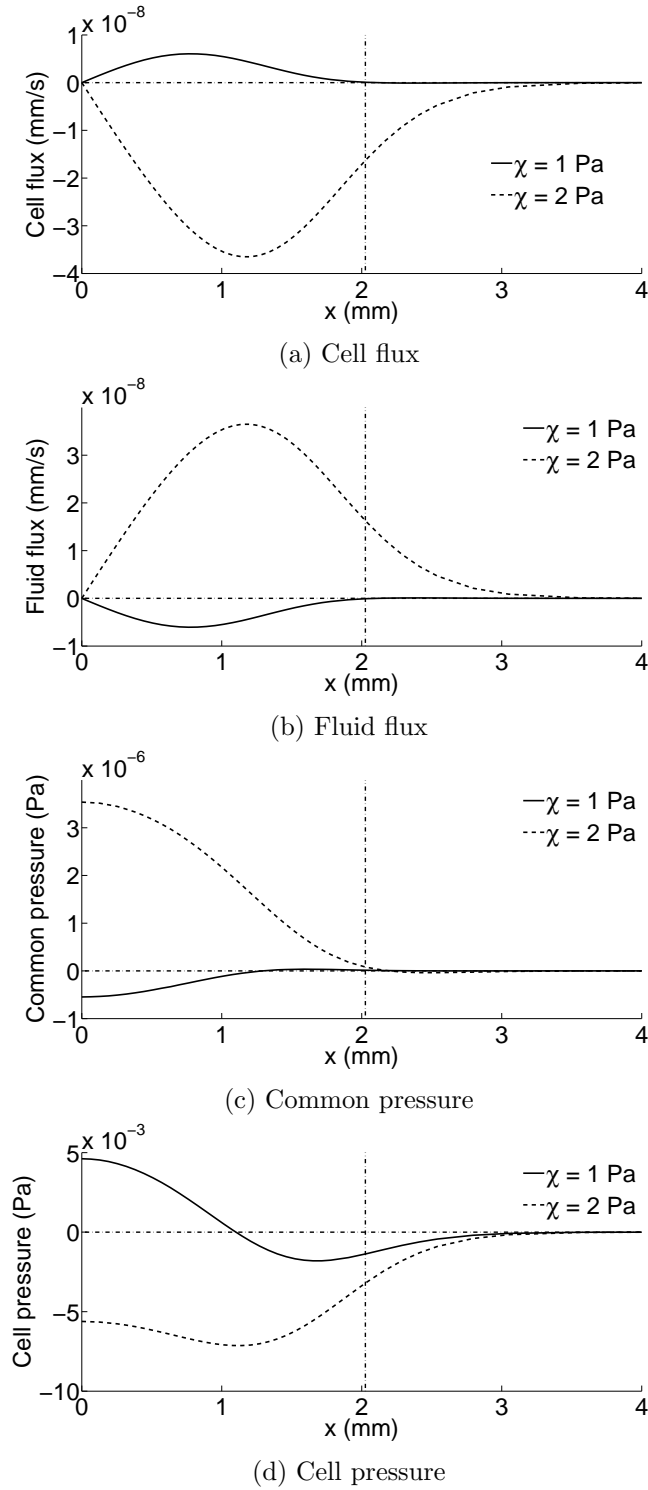 x 10⁻⁸
1
0
−1
−2
−3
−4
Cell flux (mm/s)
χ = 1 Pa
χ = 2 Pa
0 1 2 3 4
x (mm)
(a) Cell flux
x 10⁻⁸
3
2
1
0
−1
Fluid flux (mm/s)
χ = 1 Pa
χ = 2 Pa
0 1 2 3 4
x (mm)
(b) Fluid flux
x 10⁻⁶
3
2
1
0
−1
Common pressure (Pa)
χ = 1 Pa
χ = 2 Pa
0 1 2 3 4
x (mm)
(c) Common pressure
x 10⁻³
5
0
−5
−10
Cell pressure (Pa)
χ = 1 Pa
χ = 2 Pa
0 1 2 3 4
x (mm)
(d) Cell pressure